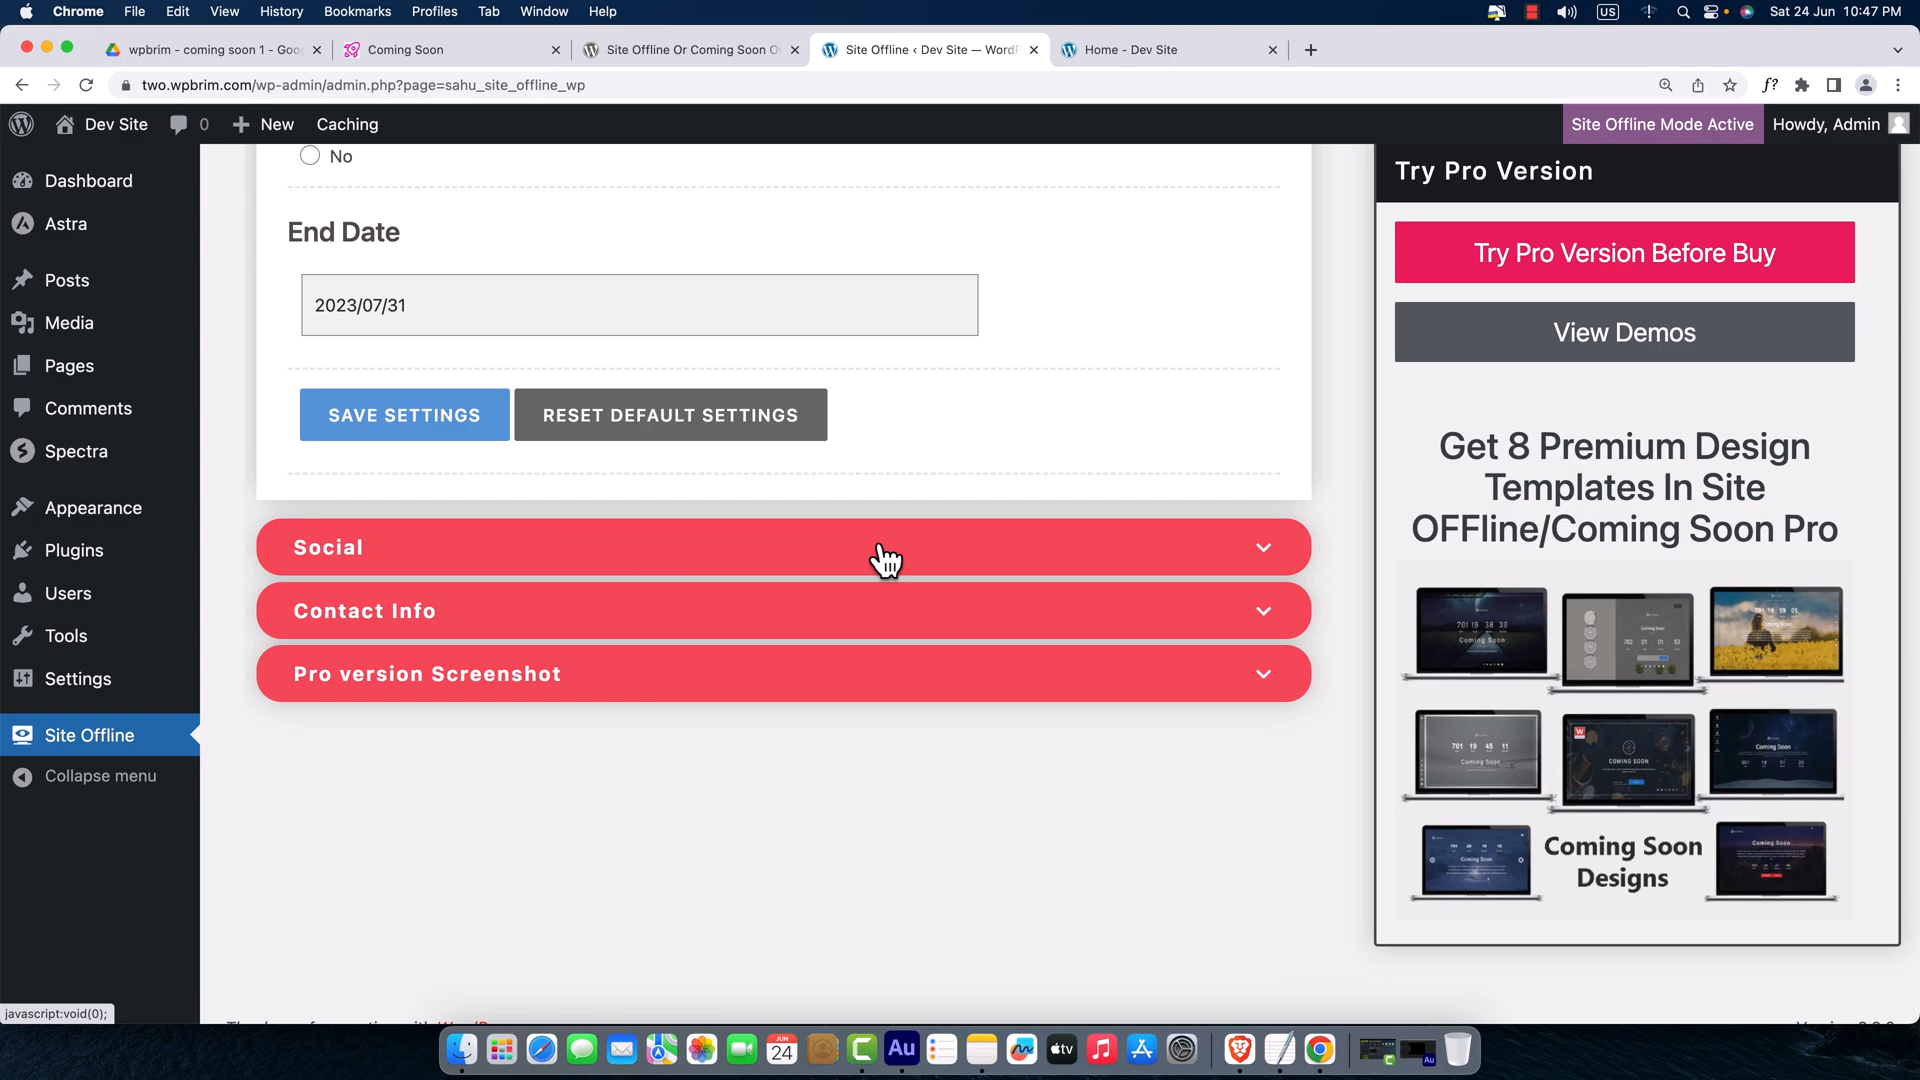 Chrome File Edit View History Bookmarks Profiles Tab Window Help US Sat 24 Jun 10:47 PM
wpbrim - coming soon 1 - Goo Coming Soon Site Offline Or Coming Soon O Site Offline ‹ Dev Site — WordP Home - Dev Site
two.wpbrim.com/wp-admin/admin.php?page=sahu_site_offline_wp f?
Dev Site 0 New Caching Site Offline Mode Active Howdy, Admin
Dashboard
Astra
Posts
Media
Pages
Comments
Spectra
Appearance
Plugins
Users
Tools
Settings
Site Offline
Collapse menu
javascript:void(0);
No
End Date
2023/07/31
SAVE SETTINGS RESET DEFAULT SETTINGS
Social
Contact Info
Pro version Screenshot
Try Pro Version
Try Pro Version Before Buy
View Demos
Get 8 Premium Design
Templates In Site
OFFline/Coming Soon Pro
Coming Soon
Designs
JUN
24
Au
tv